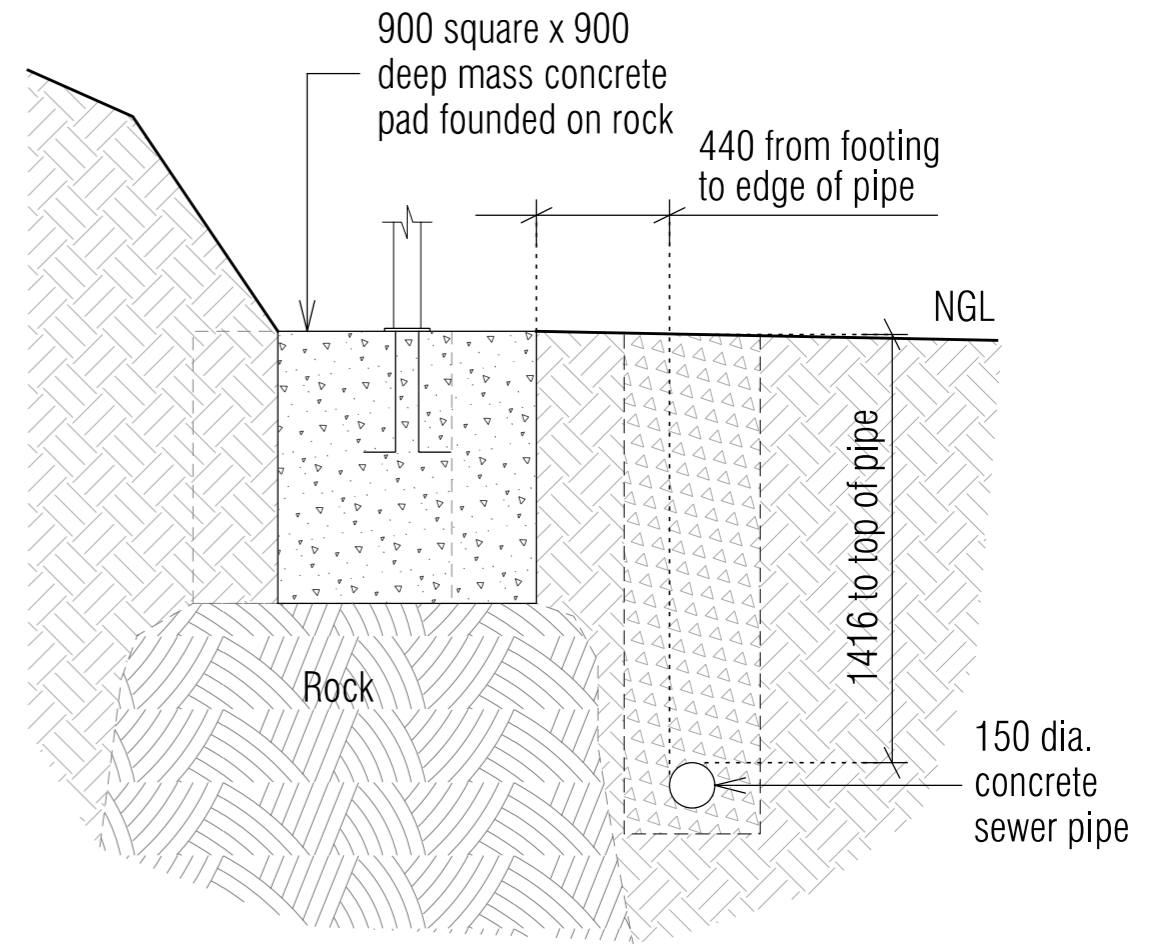 900 square x 900
deep mass concrete
pad founded on rock
440 from footing
to edge of pipe
NGL
1416 to top of pipe
Rock
150 dia.
concrete
sewer pipe